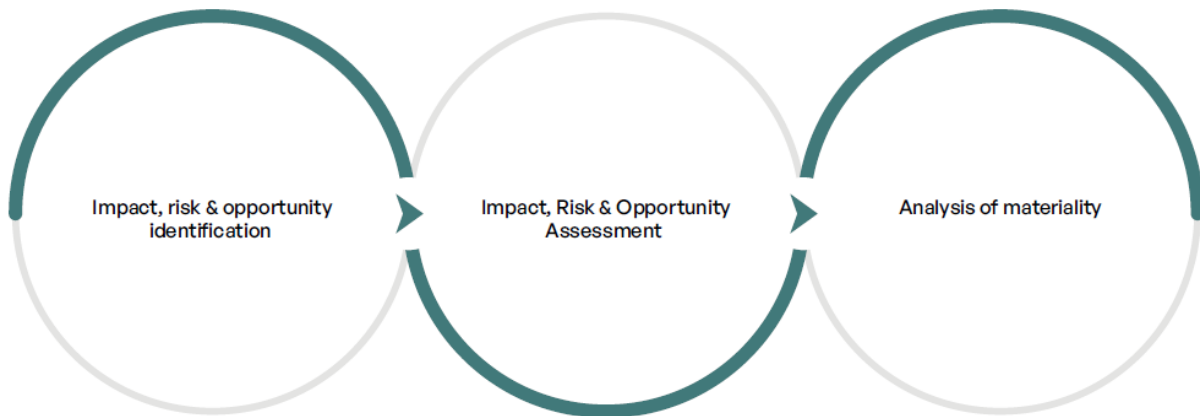 Impact, risk & opportunity
identification
Impact, Risk & Opportunity
Assessment
Analysis of materiality